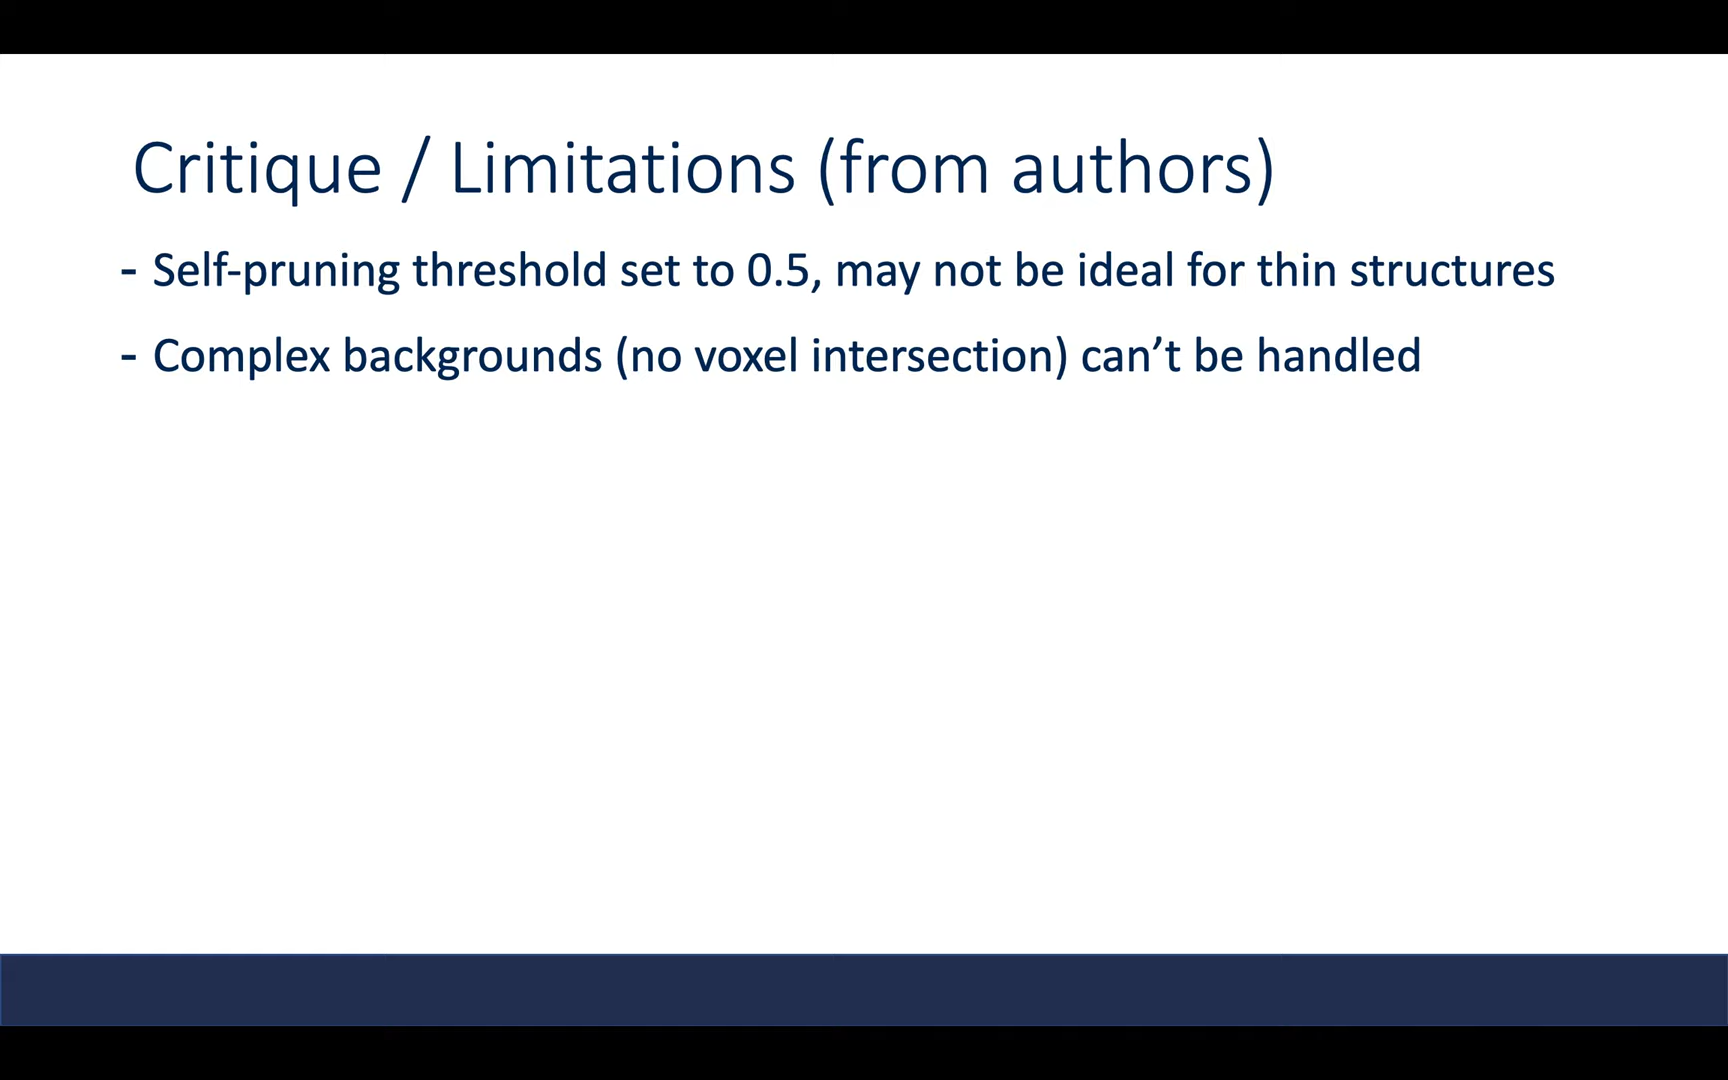 Critique / Limitations (from authors)
- Self-pruning threshold set to 0.5, may not be ideal for thin structures
- Complex backgrounds (no voxel intersection) can’t be handled